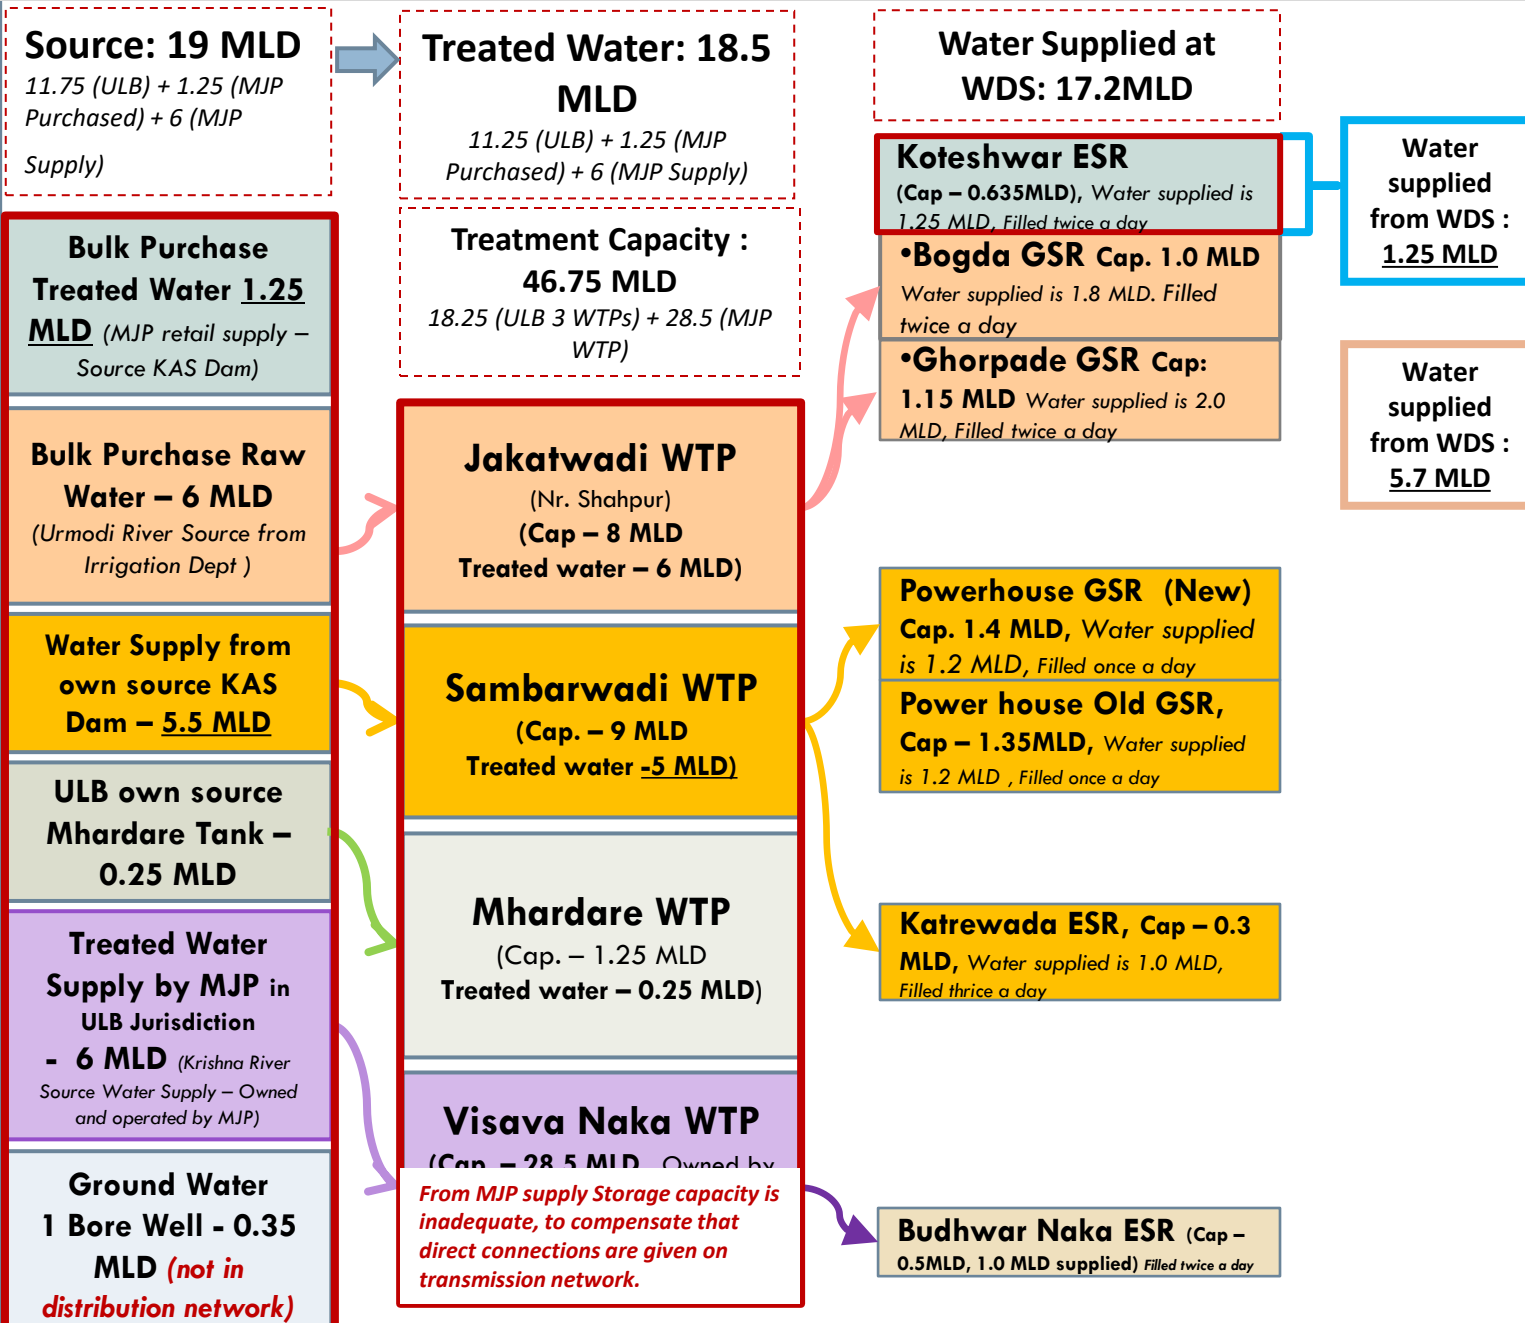 Source: 19 MLD
11.75 (ULB) + 1.25 (MJP
Purchased) + 6 (MJP
Supply)
Treated Water: 18.5
MLD
11.25 (ULB) + 1.25 (MJP
Purchased) + 6 (MJP Supply)
Treatment Capacity :
46.75 MLD
18.25 (ULB 3 WTPs) + 28.5 (MJP
WTP)
Water Supplied at
WDS: 17.2MLD
Bulk Purchase
Treated Water 1.25
MLD (MJP retail supply –
Source KAS Dam)
Bulk Purchase Raw
Water – 6 MLD
(Urmodi River Source from
Irrigation Dept )
Water Supply from
own source KAS
Dam – 5.5 MLD
ULB own source
Mhardare Tank –
0.25 MLD
Treated Water
Supply by MJP in
ULB Jurisdiction
- 6 MLD (Krishna River
Source Water Supply – Owned
and operated by MJP)
Ground Water
1 Bore Well - 0.35
MLD (not in
distribution network)
Jakatwadi WTP
(Nr. Shahpur)
(Cap – 8 MLD
Treated water – 6 MLD)
Sambarwadi WTP
(Cap. – 9 MLD
Treated water -5 MLD)
Mhardare WTP
(Cap. – 1.25 MLD
Treated water – 0.25 MLD)
Visava Naka WTP
(Cap. – 28.5 MLD Owned by
From MJP supply Storage capacity is
inadequate, to compensate that
direct connections are given on
transmission network.
Koteshwar ESR
(Cap – 0.635MLD), Water supplied is
1.25 MLD, Filled twice a day
•Bogda GSR Cap. 1.0 MLD
Water supplied is 1.8 MLD. Filled
twice a day
•Ghorpade GSR Cap:
1.15 MLD Water supplied is 2.0
MLD, Filled twice a day
Powerhouse GSR (New)
Cap. 1.4 MLD, Water supplied
is 1.2 MLD, Filled once a day
Power house Old GSR,
Cap – 1.35MLD, Water supplied
is 1.2 MLD , Filled once a day
Katrewada ESR, Cap – 0.3
MLD, Water supplied is 1.0 MLD,
Filled thrice a day
Budhwar Naka ESR (Cap –
0.5MLD, 1.0 MLD supplied) Filled twice a day
Water
supplied
from WDS :
1.25 MLD
Water
supplied
from WDS :
5.7 MLD